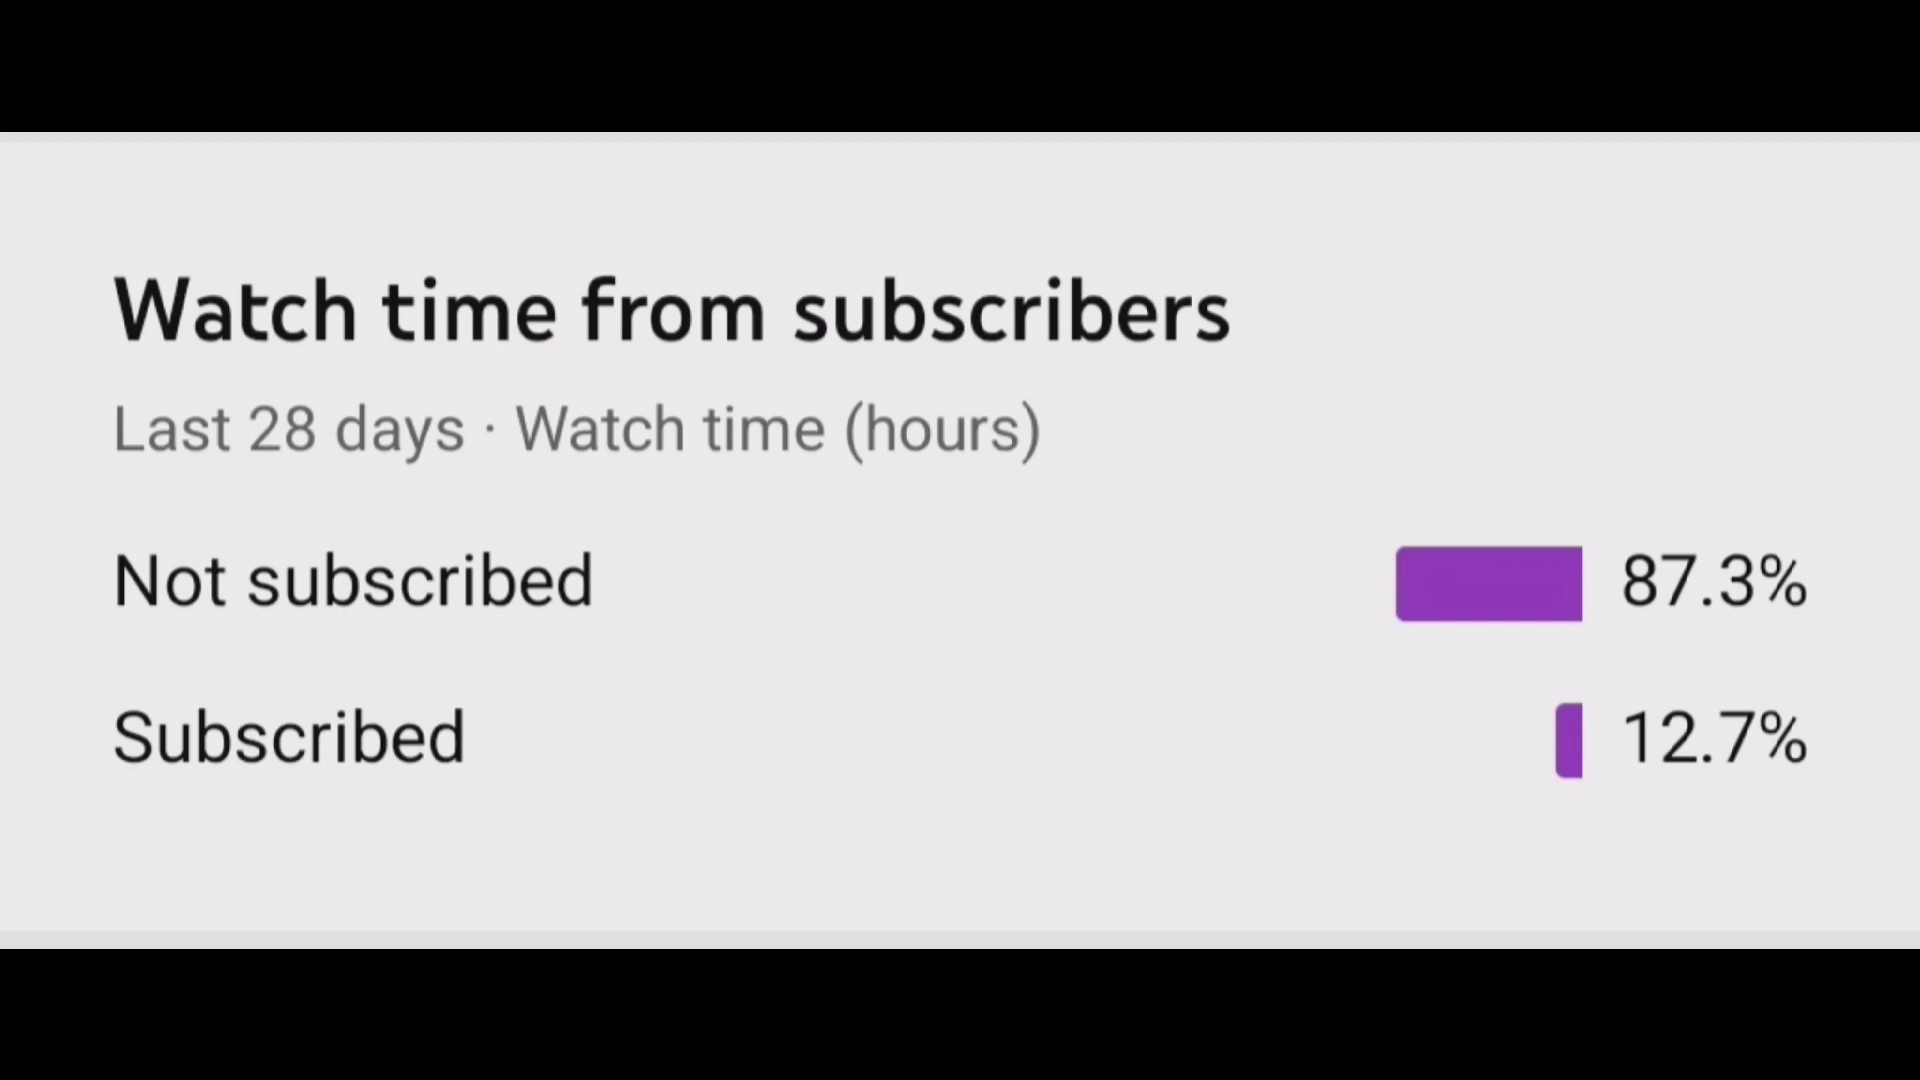 Watch time from subscribers
Last 28 days · Watch time (hours)
Not subscribed 87.3%
Subscribed 12.7%